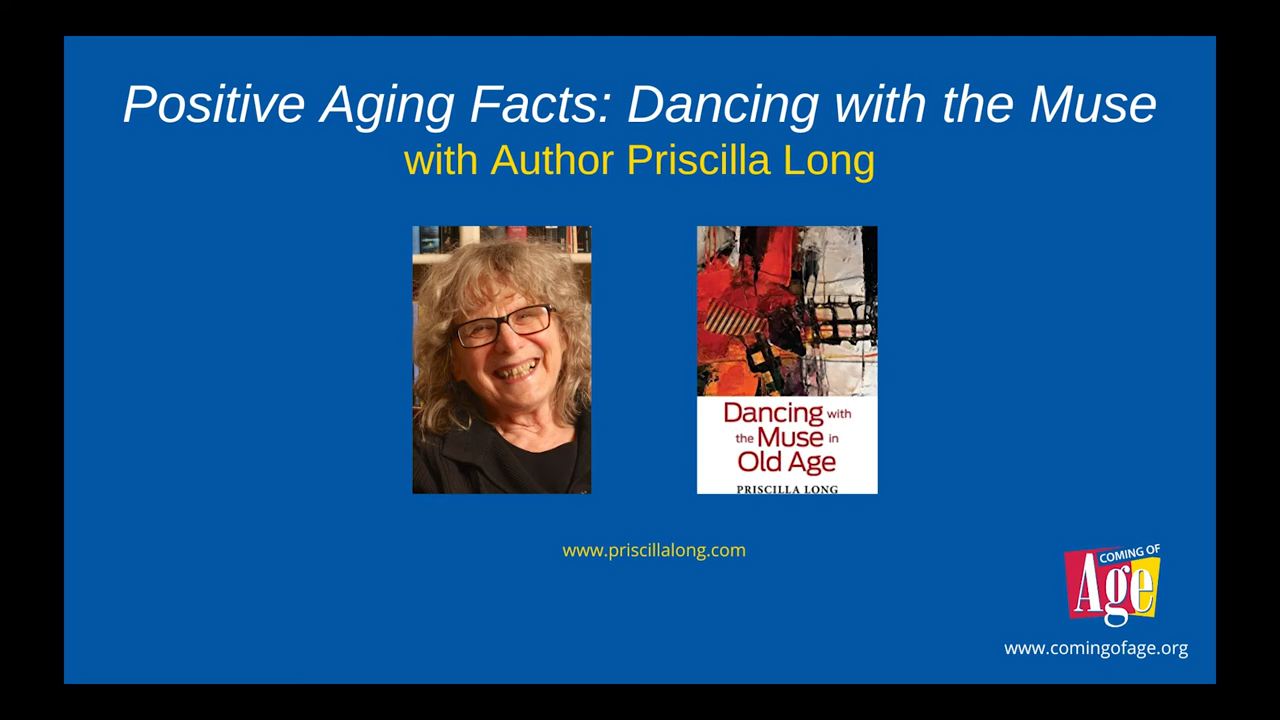 Positive Aging Facts: Dancing with the Muse
with Author Priscilla Long
Dancing with
the Muse in
Old Age
PRISCILLA LONG
www.priscillalong.com
COMING OF
Age
www.comingofage.org